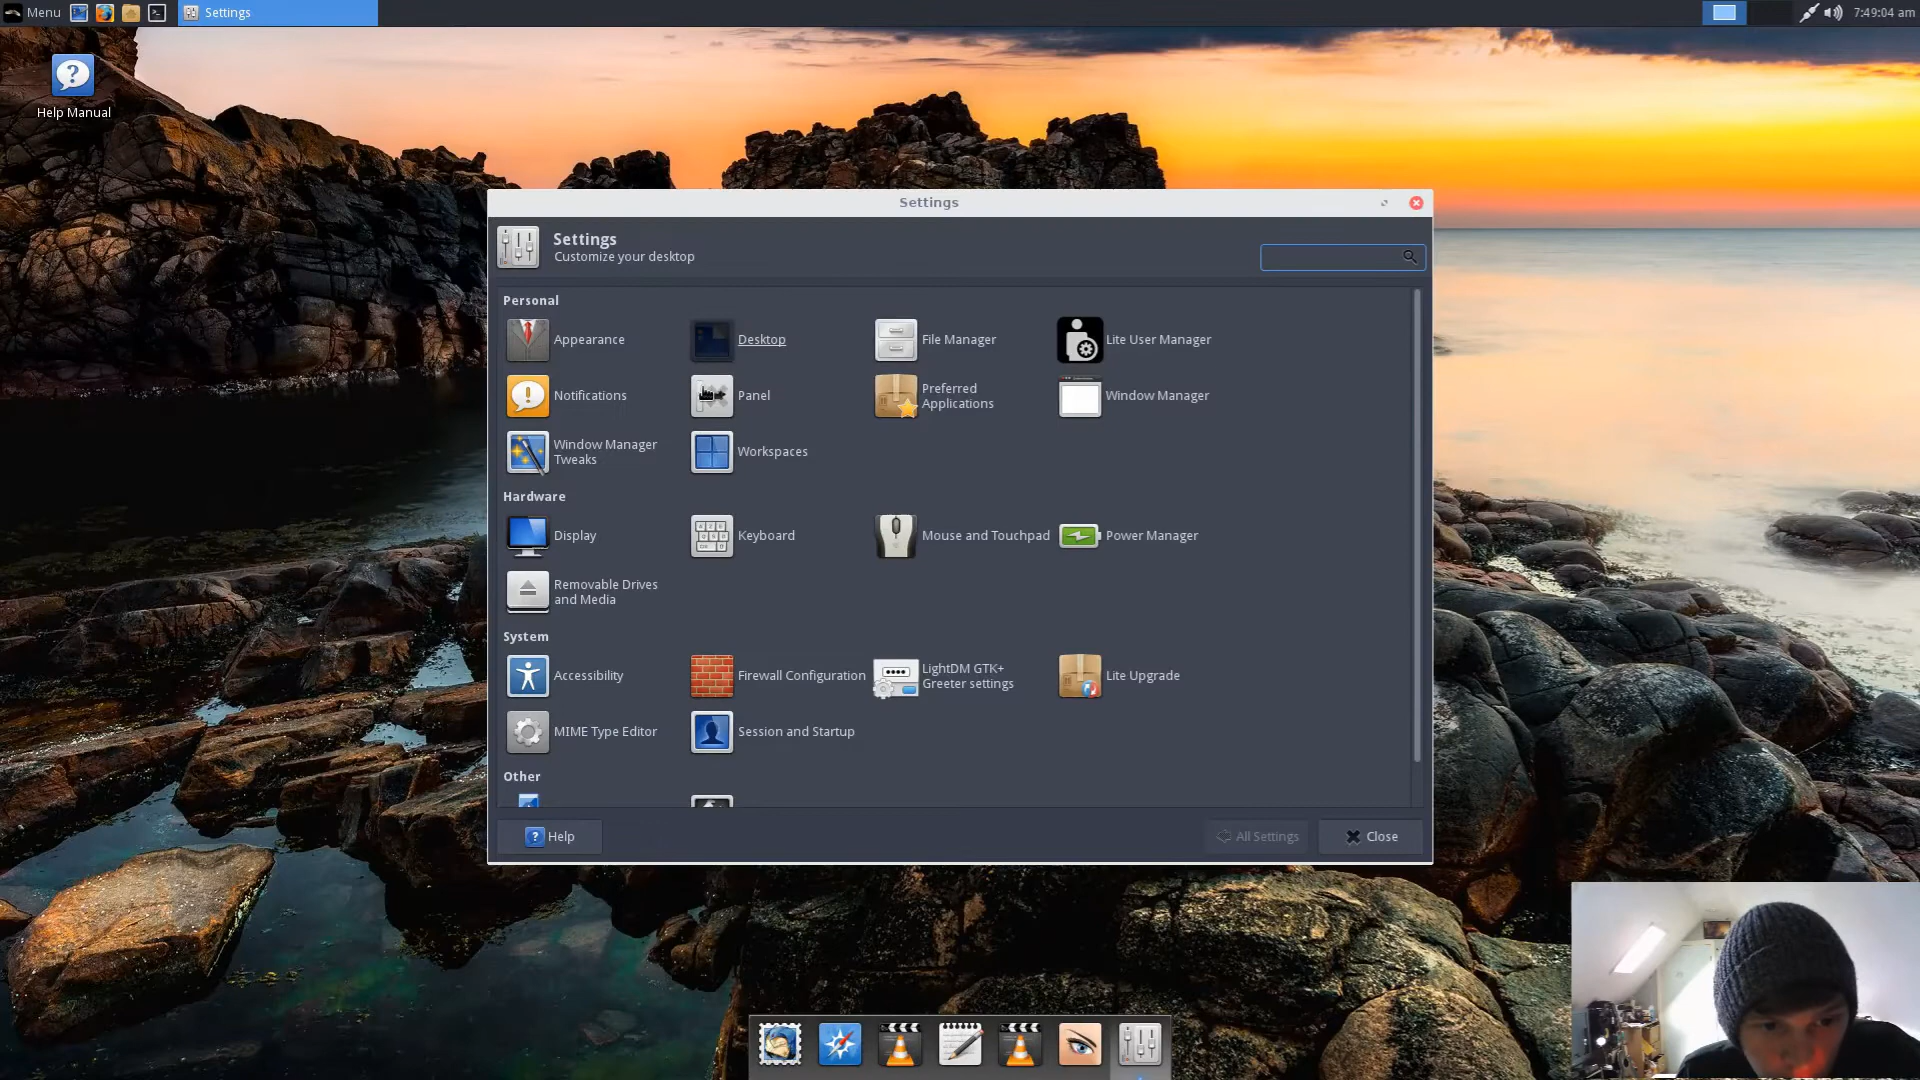 Menu
Settings
7:49:04 am
Help Manual
Settings
Settings
Customize your desktop
Personal
Appearance
Desktop
File Manager
Lite User Manager
Notifications
Panel
Preferred
Applications
Window Manager
Window Manager
Tweaks
Workspaces
Hardware
Display
Keyboard
Mouse and Touchpad
Power Manager
Removable Drives
and Media
System
Accessibility
Firewall Configuration
LightDM GTK+
Greeter settings
Lite Upgrade
MIME Type Editor
Session and Startup
Other
Help
All Settings
Close